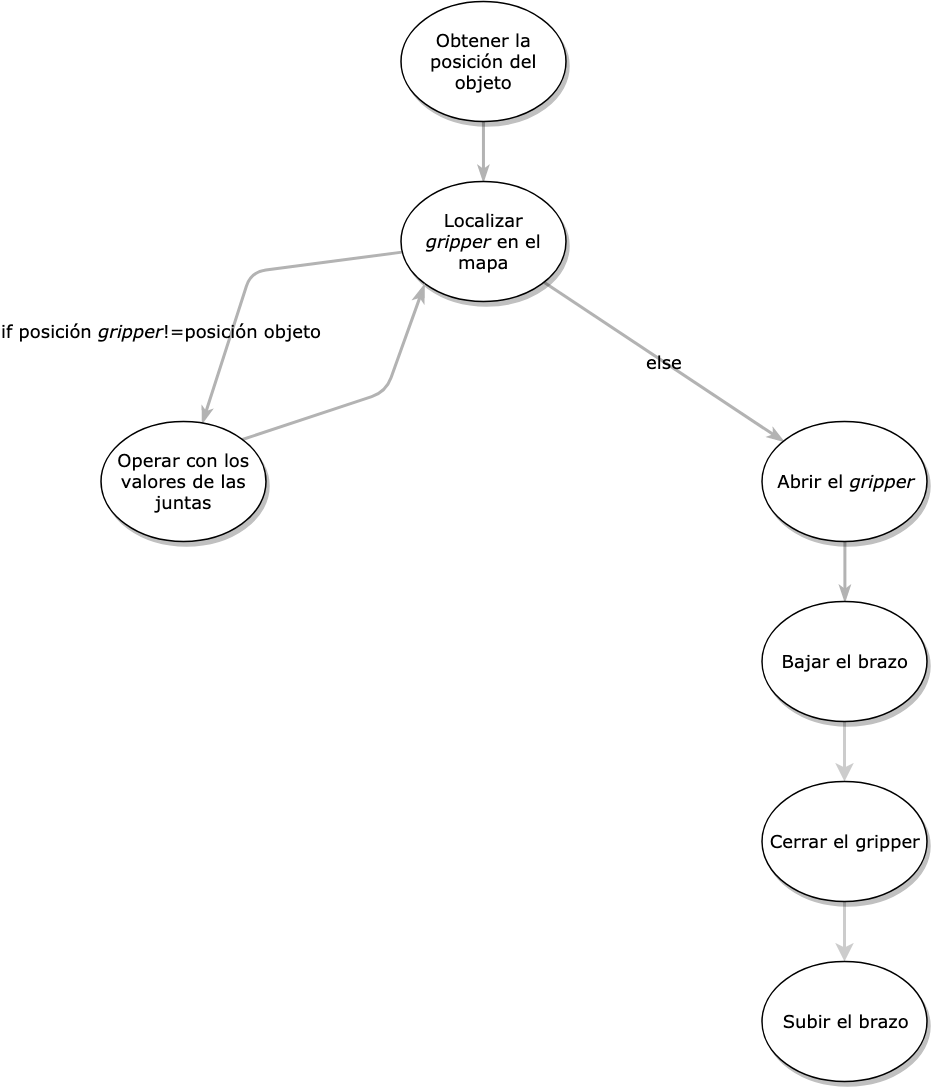 Obtener la
posición del
objeto
Localizar
gripper en el
mapa
if posición gripper!=posición objeto
else
Operar con los
valores de las
juntas
Abrir el gripper
Bajar el brazo
Cerrar el gripper
Subir el brazo